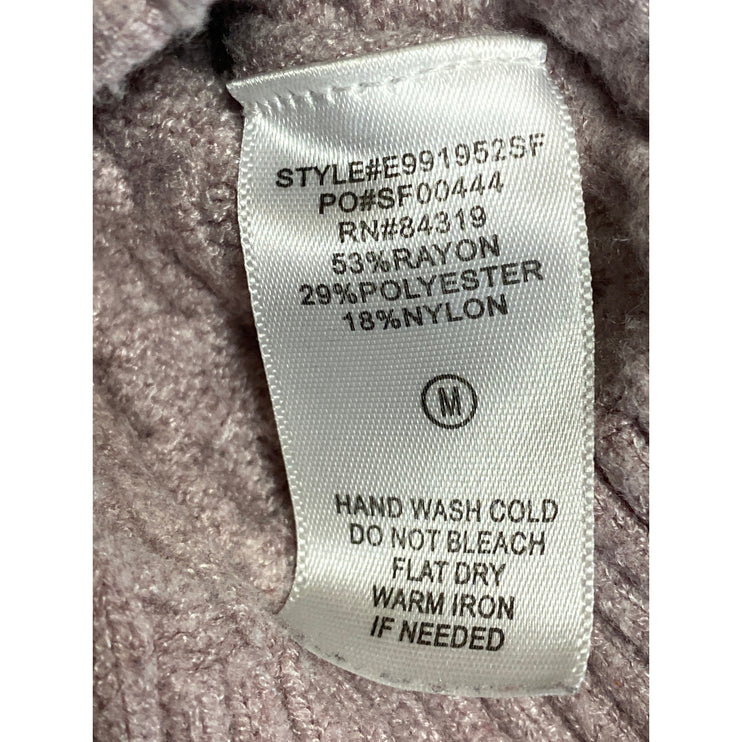 STYLE#E991952SF
PO#SF00444
RN#84319
53%RAYON
29%POLYESTER
18%NYLON
M
HAND WASH COLD
DO NOT BLEACH
FLAT DRY
WARM IRON
IF NEEDED